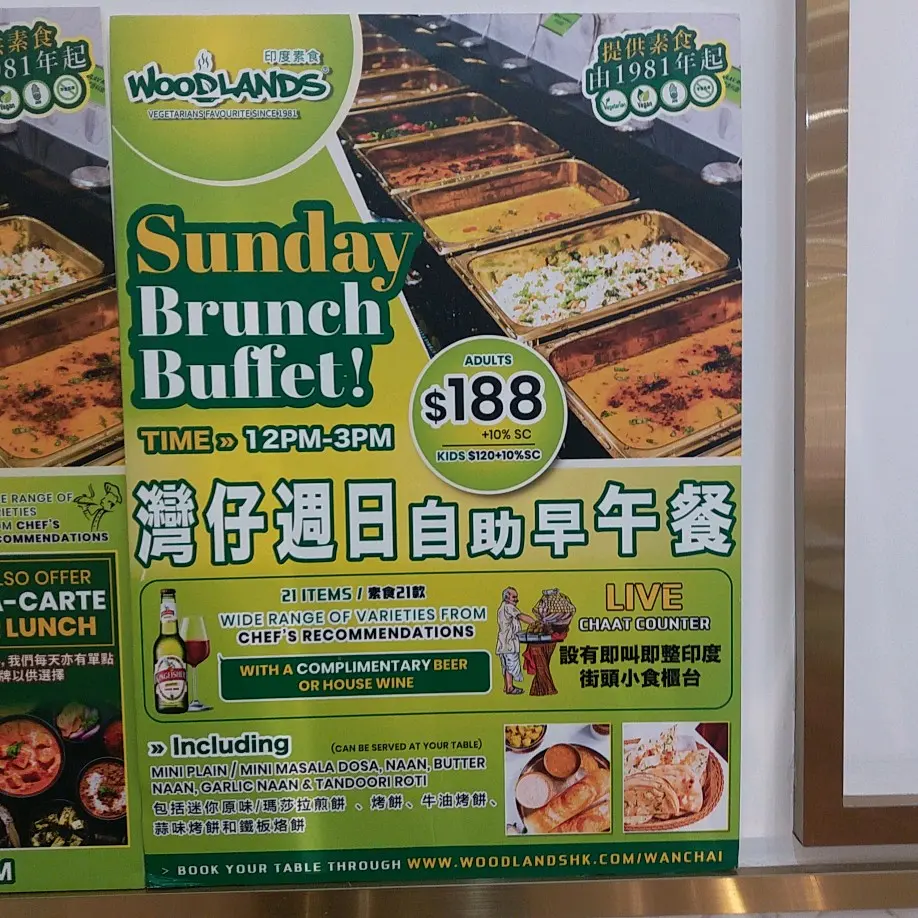 印度素食
WOODLANDS®
VEGETARIANS FAVOURITE SINCE 1981
提供素食
由1981年起
Vegetarian
Vegan
Sunday
Brunch
Buffet!
TIME » 12PM-3PM
ADULTS
$188
+10% SC
KIDS $120+10%SC
灣仔週日自助早午餐
21 ITEMS / 素食21款
WIDE RANGE OF VARIETIES FROM
CHEF'S RECOMMENDATIONS
WITH A COMPLIMENTARY BEER
OR HOUSE WINE
LIVE
CHAAT COUNTER
設有即叫即整印度
街頭小食櫃台
» Including
(CAN BE SERVED AT YOUR TABLE)
MINI PLAIN / MINI MASALA DOSA, NAAN, BUTTER
NAAN, GARLIC NAAN & TANDOORI ROTI
包括迷你原味/瑪莎拉煎餅 、烤餅、牛油烤餅、
蒜味烤餅和鐵板烙餅
> BOOK YOUR TABLE THROUGH WWW.WOODLANDSHK.COM/WANCHAI
素食
981年起
Vegan
E RANGE OF
IETIES
OM CHEF'S
COMMENDATIONS
LSO OFFER
A-CARTE
LUNCH
，我們每天亦有單點
牌以供選擇
M